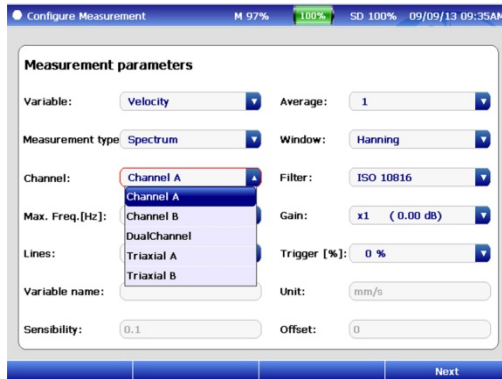 Configure Measurement M 97% 100% SD 100% 09/09/13 09:35AM
Measurement parameters
Variable: Velocity Average: 1
Measurement type Spectrum Window: Hanning
Channel: Channel A Filter: ISO 10816
Channel A
Max. Freq.[Hz]: Channel B Gain: x1 ( 0.00 dB)
DualChannel
Lines: Triaxial A Trigger [%]: 0 %
Triaxial B
Variable name: Unit: mm/s
Sensibility: 0.1 Offset: 0
Next